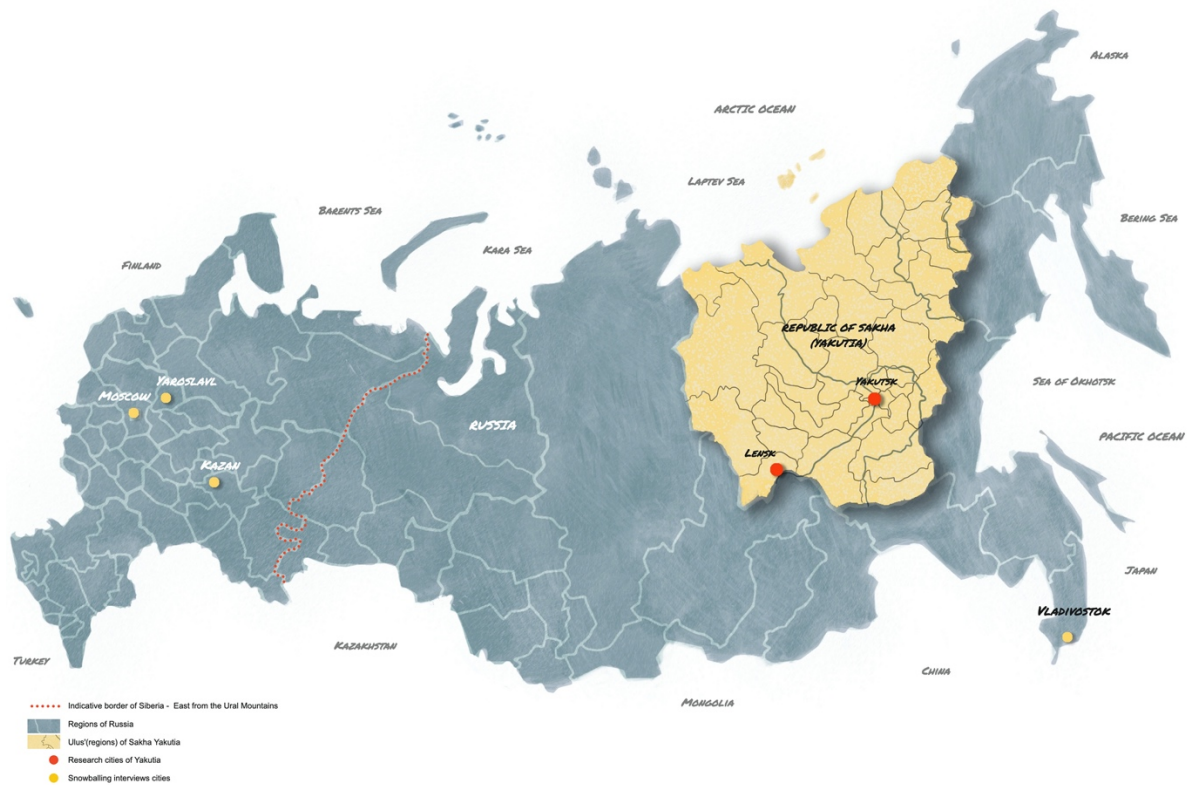 ALASKA
ARCTIC OCEAN
LAPTEV SEA
BARENTS SEA
BERING SEA
KARA SEA
FINLAND
REPUBLIC OF SAKHA
(YAKUTIA)
YAKUTSK
SEA OF OKHOTSK
YAROSLAVL
MOSCOW
RUSSIA
PACIFIC OCEAN
LENSK
KAZAN
JAPAN
VLADIVOSTOK
KAZAKHSTAN
TURKEY
CHINA
MONGOLIA
Indicative border of Siberia - East from the Ural Mountains
Regions of Russia
Ulus'(regions) of Sakha Yakutia
Research cities of Yakutia
Snowballing interviews cities